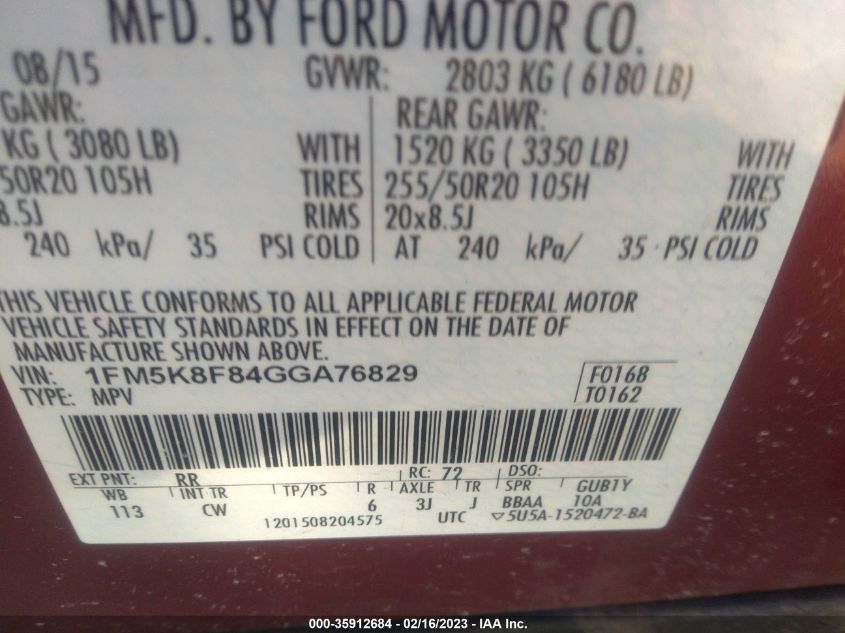 MFD. BY FORD MOTOR CO.
08/15 GVWR: 2803 KG ( 6180 LB)
GAWR: REAR GAWR:
KG ( 3080 LB) WITH 1520 KG ( 3350 LB) WITH
50R20 105H TIRES 255/50R20 105H TIRES
8.5J RIMS 20x8.5J RIMS
240 kPa/ 35 PSI COLD AT 240 kPa/ 35 PSI COLD
THIS VEHICLE CONFORMS TO ALL APPLICABLE FEDERAL MOTOR
VEHICLE SAFETY STANDARDS IN EFFECT ON THE DATE OF
MANUFACTURE SHOWN ABOVE.
VIN: 1FM5K8F84GGA76829 F0168
TYPE: MPV T0162
EXT PNT: RR RC: 72 DSO:
WB INT TR TP/PS R AXLE TR SPR GUB1Y
113 CW 6 3J J BBAA 10A
1201508204575 UTC ▽5U5A-1520472-BA
000-35912684 - 02/16/2023 - IAA Inc.